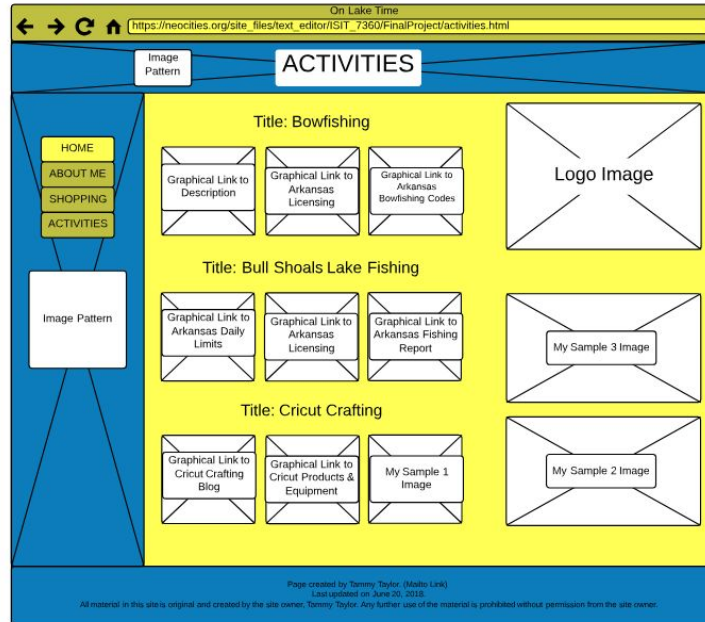 On Lake Time
https://neocities.org/site_files/text_editor/ISIT_7360/FinalProject/activities.html
Image
Pattern
ACTIVITIES
HOME
ABOUT ME
SHOPPING
ACTIVITIES
Image Pattern
Title: Bowfishing
Graphical Link to
Description
Graphical Link to
Arkansas
Licensing
Graphical Link to
Arkansas
Bowfishing Codes
Logo Image
Title: Bull Shoals Lake Fishing
Graphical Link to
Arkansas Daily
Limits
Graphical Link to
Arkansas
Licensing
Graphical Link to
Arkansas Fishing
Report
My Sample 3 Image
Title: Cricut Crafting
Graphical Link to
Cricut Crafting
Blog
Graphical Link to
Cricut Products &
Equipment
My Sample 1
Image
My Sample 2 Image
Page created by Tammy Taylor. (Mailto Link)
Last updated on June 20, 2018.
All material in this site is original and created by the site owner, Tammy Taylor. Any further use of the material is prohibited without permission from the site owner.